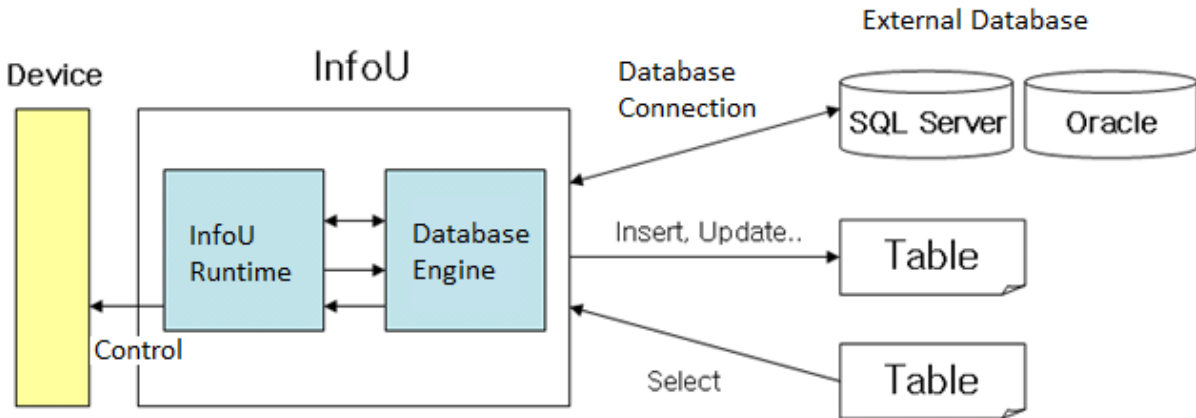 External Database
Device
InfoU
Database
Connection
SQL Server
Oracle
InfoU
Runtime
Database
Engine
Insert, Update..
Table
Control
Select
Table